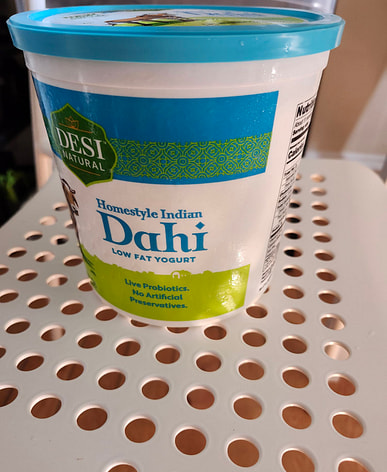 DESI
NATURAL
Homestyle Indian
Dahi
LOW FAT YOGURT
Live Probiotics.
No Artificial
Preservatives.